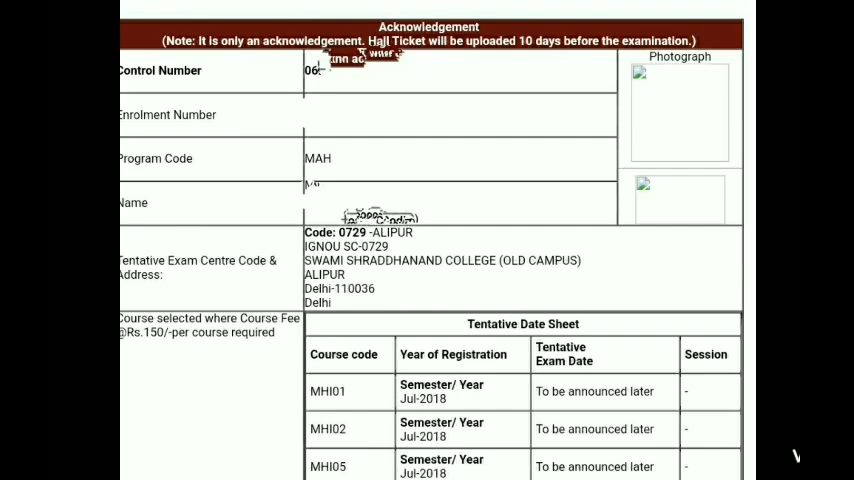 Acknowledgement
(Note: It is only an acknowledgement. Hall Ticket will be uploaded 10 days before the examination.)
Control Number
06
Photograph
Enrolment Number
Program Code
MAH
Name
Tentative Exam Centre Code & Address:
Code: 0729 -ALIPUR
IGNOU SC-0729
SWAMI SHRADDHANAND COLLEGE (OLD CAMPUS)
ALIPUR
Delhi-110036
Delhi
Course selected where Course Fee
@Rs.150/-per course required
Tentative Date Sheet
Course code Year of Registration Tentative Exam Date Session
MHI01 Semester/ Year Jul-2018 To be announced later -
MHI02 Semester/ Year Jul-2018 To be announced later -
MHI05 Semester/ Year Jul-2018 To be announced later -